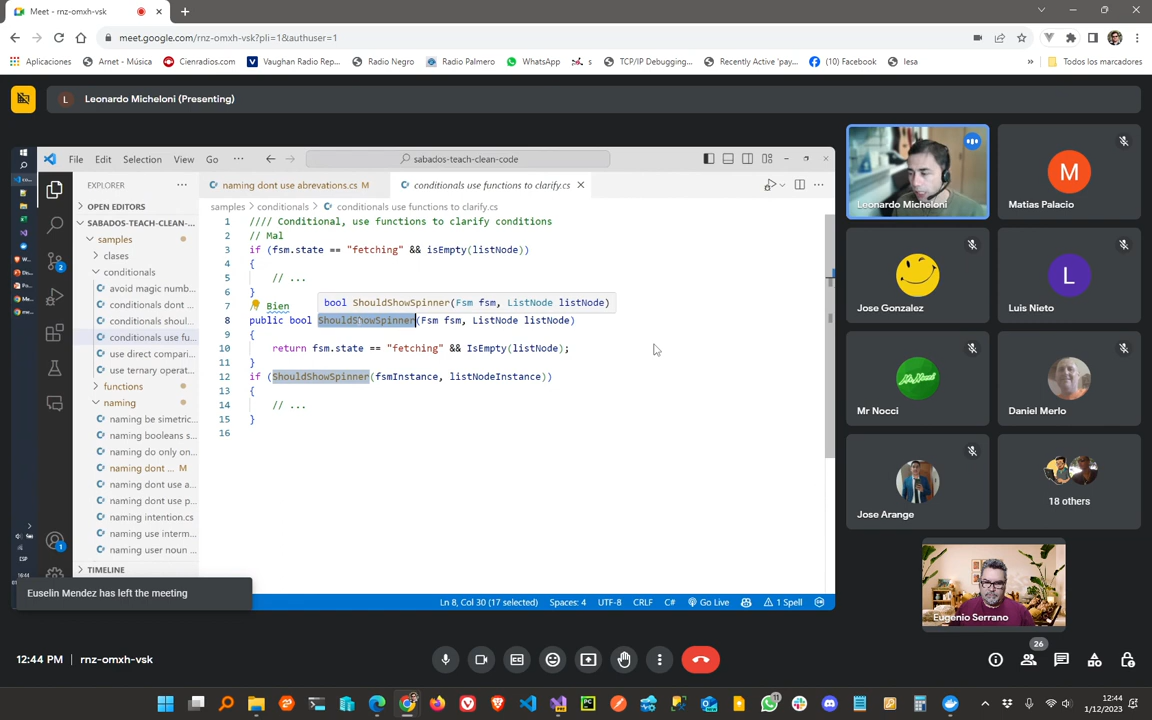 Meet - rnz-omxh-vsk
meet.google.com/rnz-omxh-vsk?pli=1&authuser=1
Aplicaciones
Arnet - Música
Cienradios.com
Vaughan Radio Rep...
Radio Negro
Radio Palmero
WhatsApp
s
TCP/IP Debugging...
Recently Active 'pay...
(10) Facebook
Iesa
»
Todos los marcadores
L
Leonardo Micheloni (Presenting)
File Edit Selection View Go ...
sabados-teach-clean-code
EXPLORER
naming dont use abrevations.cs M
conditionals use functions to clarify.cs
OPEN EDITORS
SABADOS-TEACH-CLEAN-...
samples
clases
conditionals
avoid magic numb...
conditionals dont ...
conditionals shoul...
conditionals use fu...
use direct compari...
use ternary operat...
functions
naming
naming be simetric...
naming booleans s...
naming do only on...
naming dont ... M
naming dont use a...
naming dont use p...
naming intention.cs
naming use interm...
naming user noun ...
TIMELINE
samples > conditionals > conditionals use functions to clarify.cs
1 //// Conditional, use functions to clarify conditions
2 // Mal
3 if (fsm.state == "fetching" && isEmpty(listNode))
4 {
5 // ...
6 }
bool ShouldShowSpinner(Fsm fsm, ListNode listNode)
7 Bien
8 public bool ShouldShowSpinner(Fsm fsm, ListNode listNode)
9 {
10 return fsm.state == "fetching" && IsEmpty(listNode);
11 }
12 if (ShouldShowSpinner(fsmInstance, listNodeInstance))
13 {
14 // ...
15 }
16
2
1
Ln 8, Col 30 (17 selected) Spaces: 4 UTF-8 CRLF C# Go Live 1 Spell
Euselin Mendez has left the meeting
Leonardo Micheloni
M
Matias Palacio
Jose Gonzalez
L
Luis Nieto
Mr.Nocci
Mr Nocci
Daniel Merlo
Jose Arange
18 others
Eugenio Serrano
12:44 PM
rnz-omxh-vsk
26
11
12:44
1/12/2023